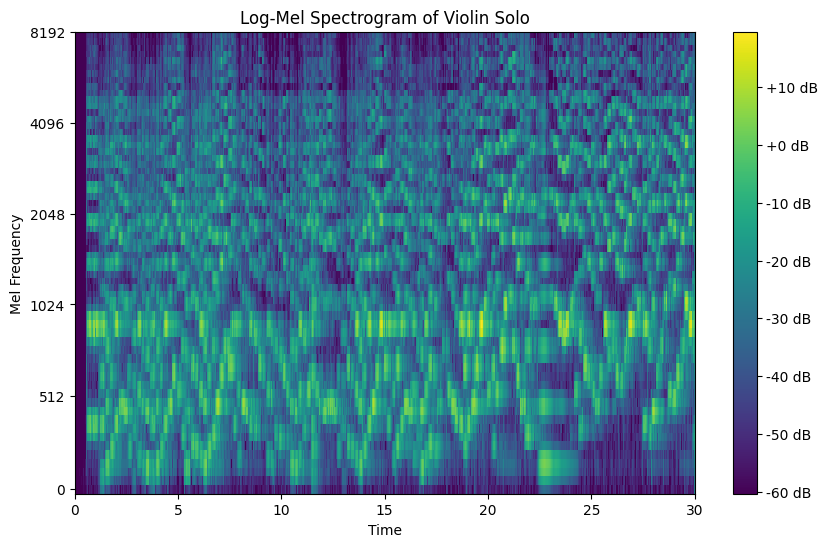 Log-Mel Spectrogram of Violin Solo
8192
4096
2048
1024
512
0
Mel Frequency
0 5 10 15 20 25 30
Time
+10 dB
+0 dB
-10 dB
-20 dB
-30 dB
-40 dB
-50 dB
-60 dB